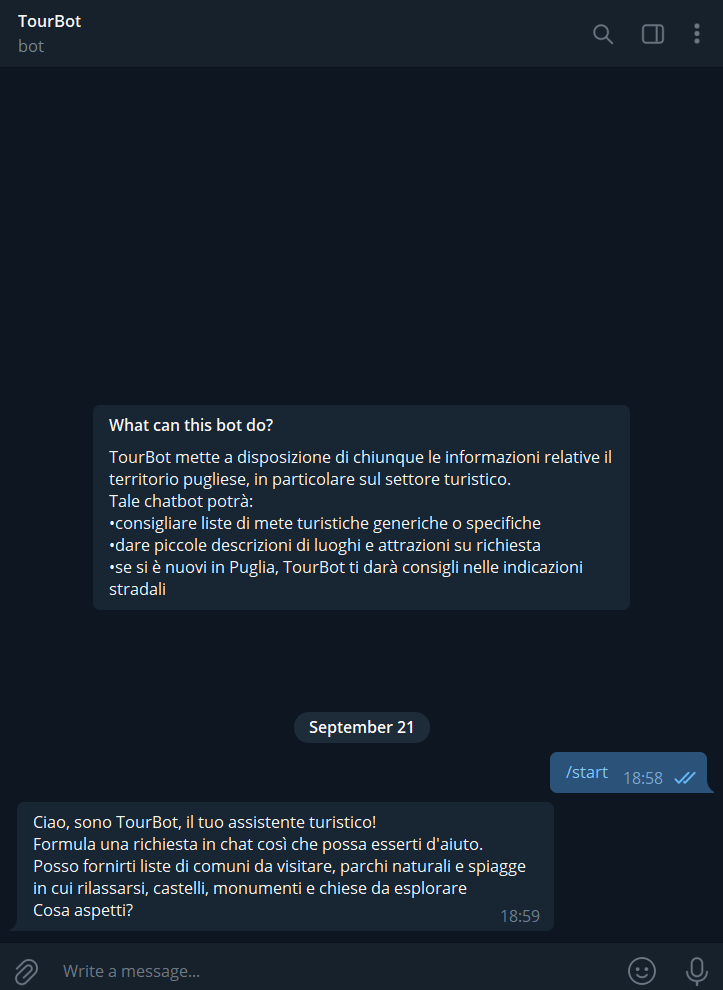 TourBot
bot
What can this bot do?
TourBot mette a disposizione di chiunque le informazioni relative il
territorio pugliese, in particolare sul settore turistico.
Tale chatbot potrà:
•consigliare liste di mete turistiche generiche o specifiche
•dare piccole descrizioni di luoghi e attrazioni su richiesta
•se si è nuovi in Puglia, TourBot ti darà consigli nelle indicazioni
stradali
September 21
/start 18:58
Ciao, sono TourBot, il tuo assistente turistico!
Formula una richiesta in chat così che possa esserti d'aiuto.
Posso fornirti liste di comuni da visitare, parchi naturali e spiagge
in cui rilassarsi, castelli, monumenti e chiese da esplorare
Cosa aspetti?
18:59
Write a message...